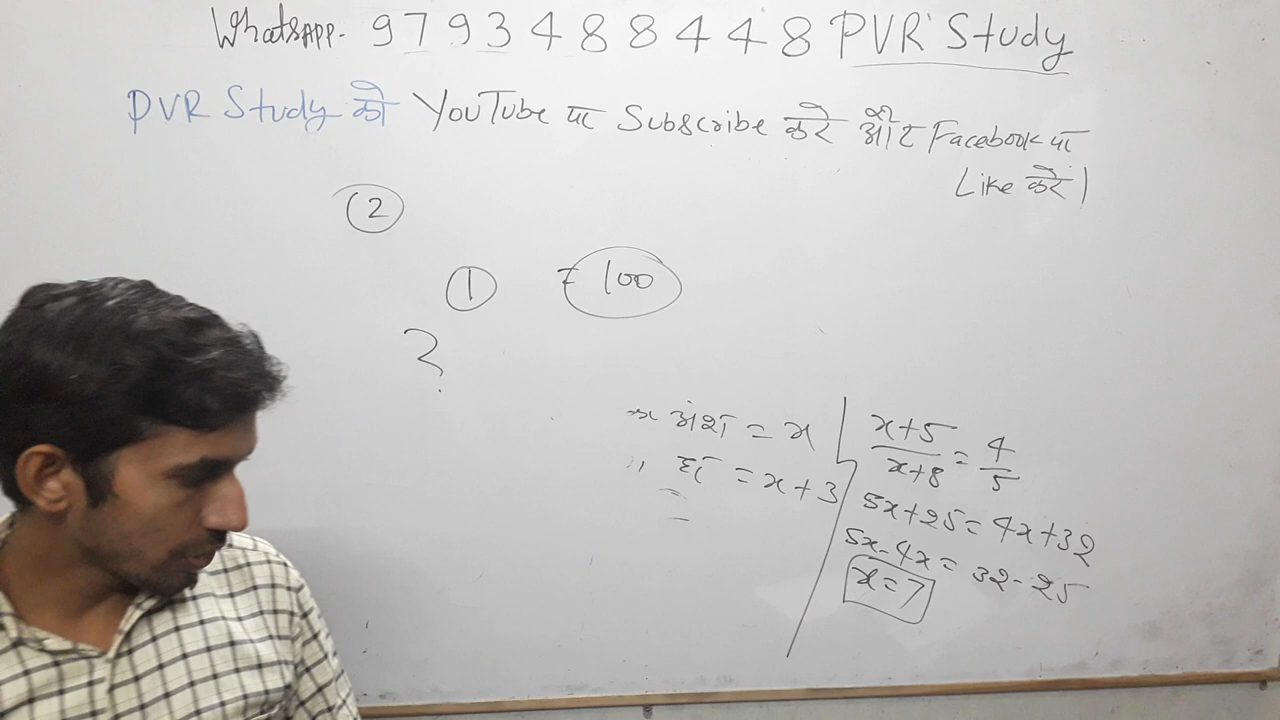 WhatsApp- 9793488448 PVR Study
PVR Study को YouTube पर Subscribe करे और Facebook पर
Like करे।
2
1 = 100
?
अंश = x
हर = x+3
x+5/x+8 = 4/5
5x+25=4x+32
5x-4x = 32-25
x=7